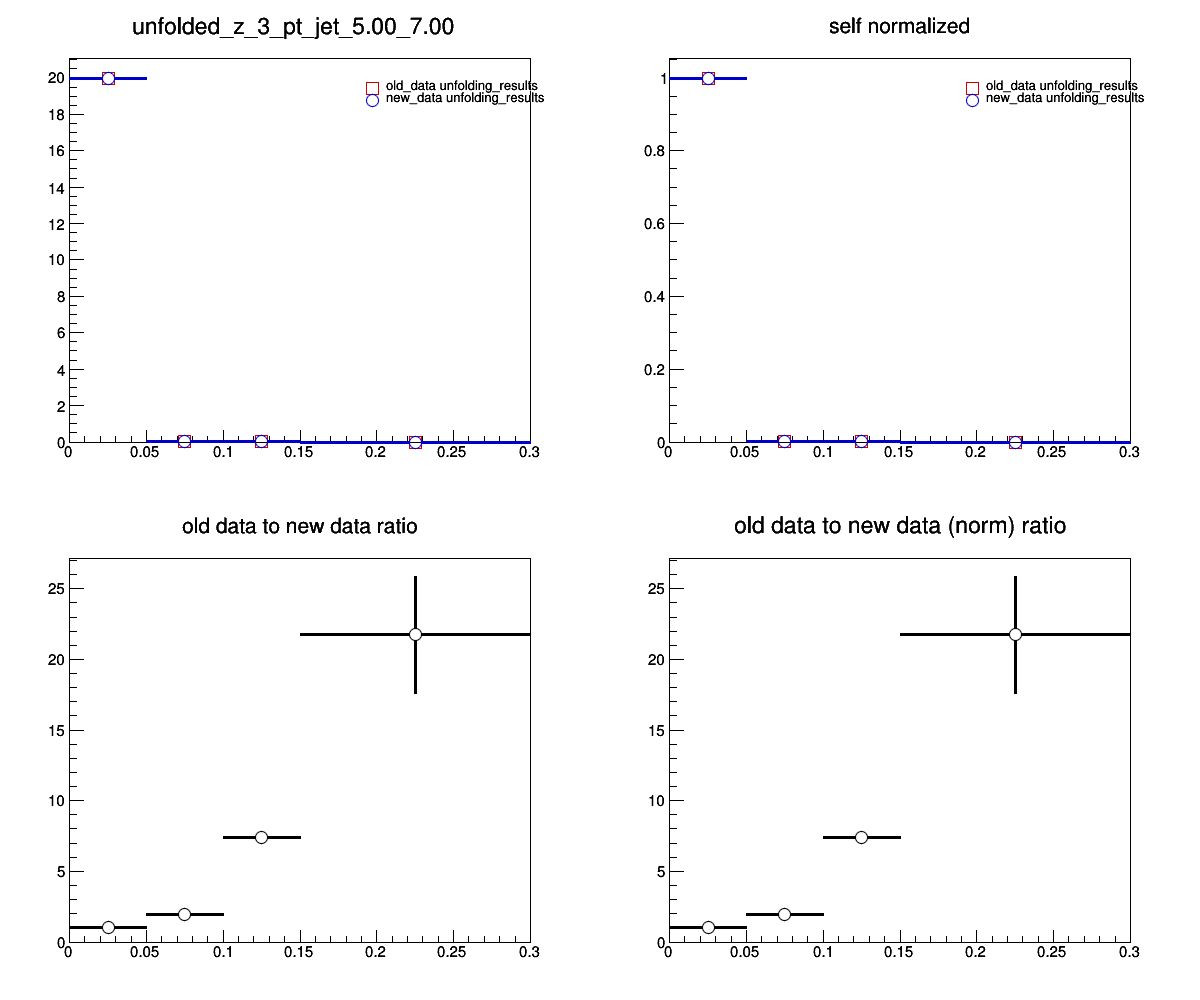 unfolded_z_3_pt_jet_5.00_7.00
old_data unfolding_results
new_data unfolding_results
20
18
16
14
12
10
8
6
4
2
0
0 0.05 0.1 0.15 0.2 0.25 0.3
self normalized
old_data unfolding_results
new_data unfolding_results
1
0.8
0.6
0.4
0.2
0
0 0.05 0.1 0.15 0.2 0.25 0.3
old data to new data ratio
25
20
15
10
5
0
0 0.05 0.1 0.15 0.2 0.25 0.3
old data to new data (norm) ratio
25
20
15
10
5
0
0 0.05 0.1 0.15 0.2 0.25 0.3